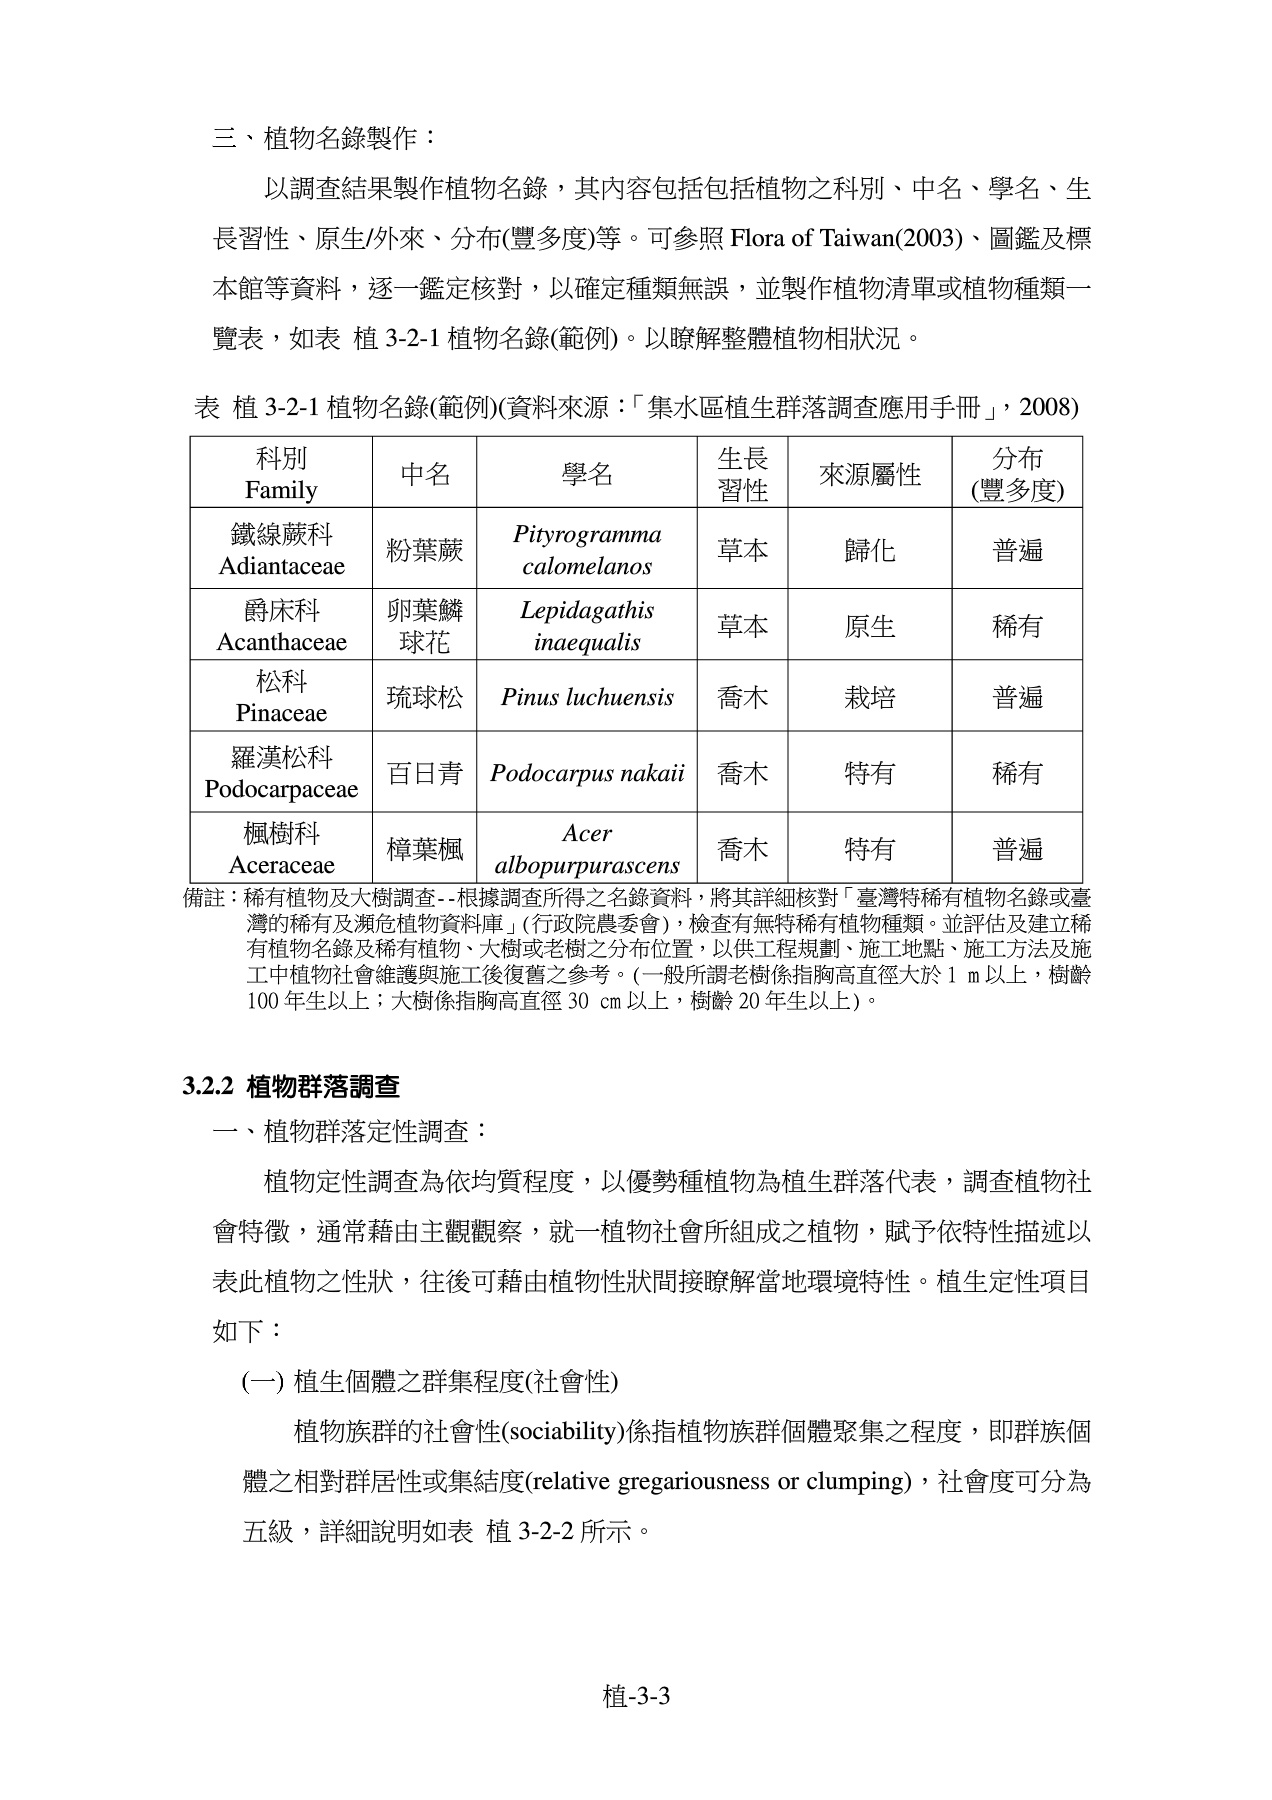 三、植物名錄製作：
以調查結果製作植物名錄，其內容包括包括植物之科別、中名、學名、生
長習性、原生/外來、分布(豐多度)等。可參照 Flora of Taiwan(2003)、圖鑑及標
本館等資料，逐一鑑定核對，以確定種類無誤，並製作植物清單或植物種類一
覽表，如表 植 3-2-1 植物名錄(範例)。以瞭解整體植物相狀況。
表 植 3-2-1 植物名錄(範例)(資料來源：「集水區植生群落調查應用手冊」，2008)
科別
Family
中名
學名
生長
習性
來源屬性
分布
(豐多度)
鐵線蕨科
Adiantaceae
粉葉蕨
Pityrogramma
calomelanos
草本
歸化
普遍
爵床科
Acanthaceae
卵葉鱗
球花
Lepidagathis
inaequalis
草本
原生
稀有
松科
Pinaceae
琉球松
Pinus luchuensis
喬木
栽培
普遍
羅漢松科
Podocarpaceae
百日青
Podocarpus nakaii
喬木
特有
稀有
楓樹科
Aceraceae
樟葉楓
Acer
albopurpurascens
喬木
特有
普遍
備註：稀有植物及大樹調查--根據調查所得之名錄資料，將其詳細核對「臺灣特稀有植物名錄或臺
灣的稀有及瀕危植物資料庫」(行政院農委會)，檢查有無特稀有植物種類。並評估及建立稀
有植物名錄及稀有植物、大樹或老樹之分布位置，以供工程規劃、施工地點、施工方法及施
工中植物社會維護與施工後復舊之參考。(一般所謂老樹係指胸高直徑大於 1 m 以上，樹齡
100 年生以上；大樹係指胸高直徑 30 cm 以上，樹齡 20 年生以上)。
3.2.2 植物群落調查
一、植物群落定性調查：
植物定性調查為依均質程度，以優勢種植物為植生群落代表，調查植物社
會特徵，通常藉由主觀觀察，就一植物社會所組成之植物，賦予依特性描述以
表此植物之性狀，往後可藉由植物性狀間接瞭解當地環境特性。植生定性項目
如下：
(一) 植生個體之群集程度(社會性)
植物族群的社會性(sociability)係指植物族群個體聚集之程度，即群族個
體之相對群居性或集結度(relative gregariousness or clumping)，社會度可分為
五級，詳細說明如表 植 3-2-2 所示。
植-3-3